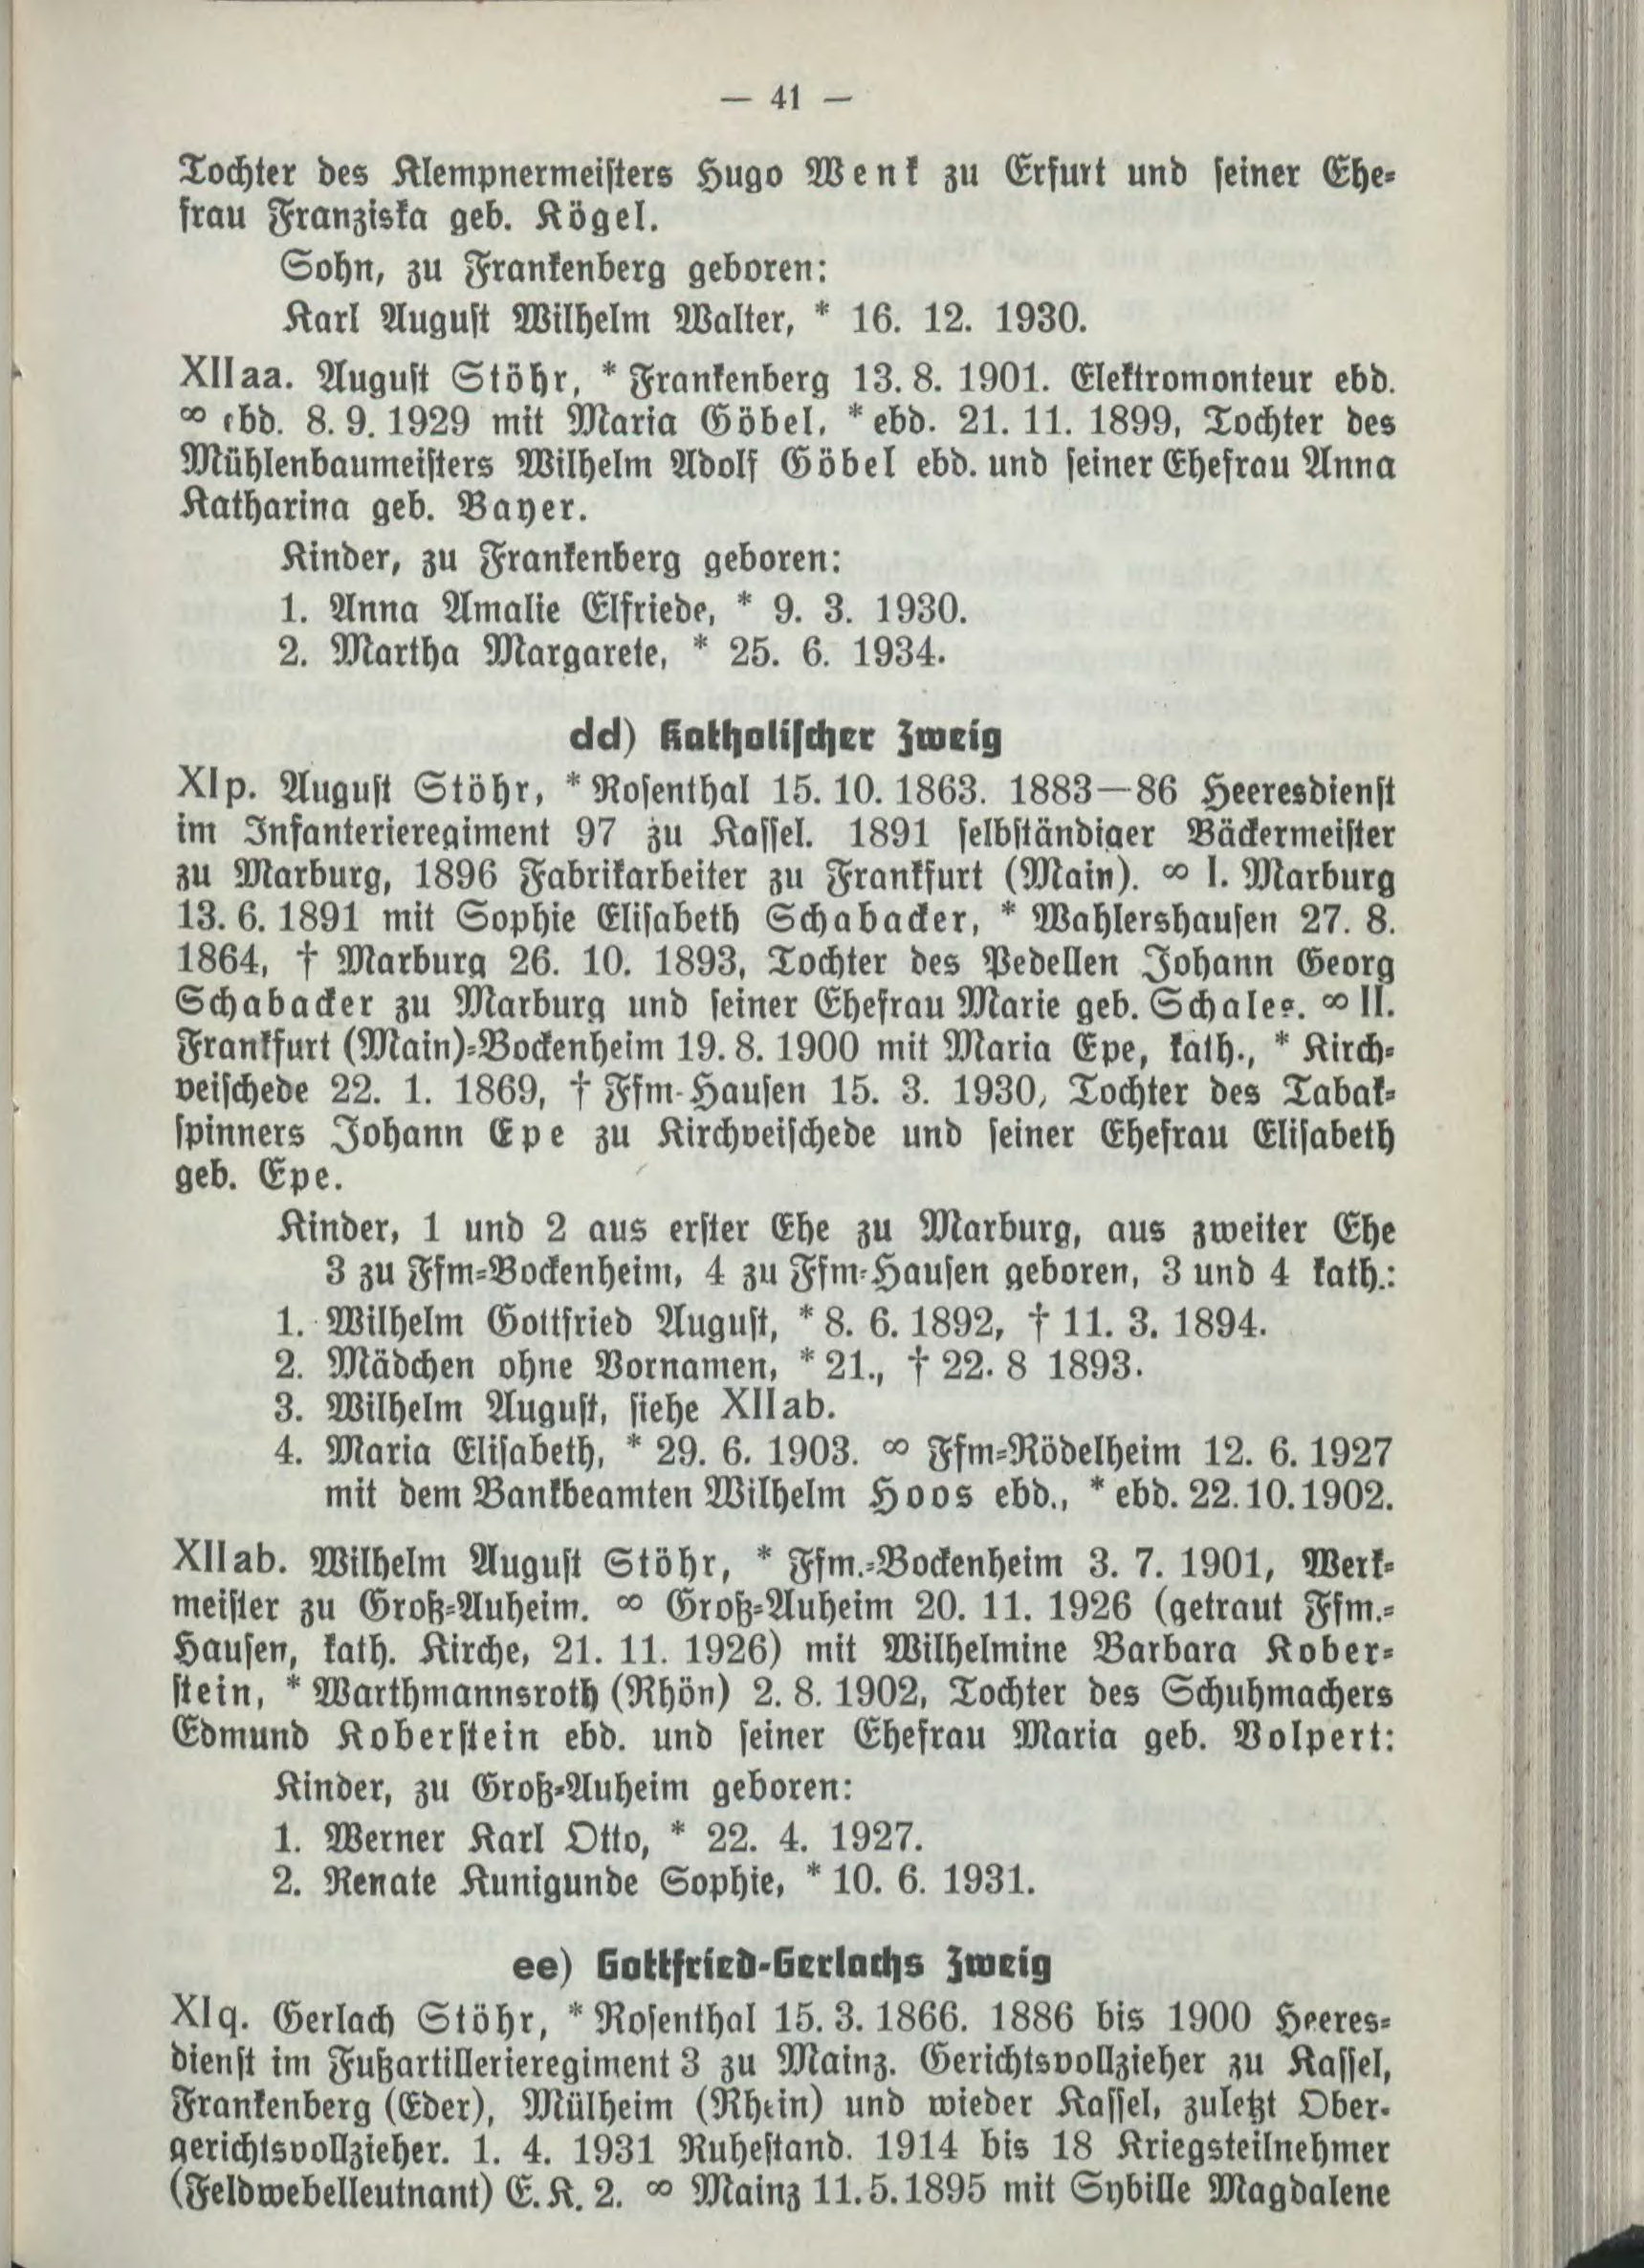 — 41 —
Tochter des Klempnermeisters Hugo Wenk zu Erfurt und seiner Ehe-
frau Franziska geb. Kögel.
Sohn, zu Frankenberg geboren:
Karl August Wilhelm Walter, * 16. 12. 1930.
XIIaa. August Stöhr, * Frankenberg 13. 8. 1901. Elektromonteur ebd.
∞ ebd. 8. 9. 1929 mit Maria Göbel, * ebd. 21. 11. 1899, Tochter des
Mühlenbaumeisters Wilhelm Adolf Göbel ebd. und seiner Ehefrau Anna
Katharina geb. Bayer.
Kinder, zu Frankenberg geboren:
1. Anna Amalie Elfriede, * 9. 3. 1930.
2. Martha Margarete, * 25. 6. 1934.
dd) Katholischer Zweig
XIp. August Stöhr, * Rosenthal 15. 10. 1863. 1883—86 Heeresdienst
im Infanterieregiment 97 zu Kassel. 1891 selbständiger Bäckermeister
zu Marburg, 1896 Fabrikarbeiter zu Frankfurt (Main). ∞ I. Marburg
13. 6. 1891 mit Sophie Elisabeth Schabacker, * Wahlershausen 27. 8.
1864, † Marburg 26. 10. 1893, Tochter des Pedellen Johann Georg
Schabacker zu Marburg und seiner Ehefrau Marie geb. Schales. ∞ II.
Frankfurt (Main)-Bockenheim 19. 8. 1900 mit Maria Epe, kath., * Kirch-
veischede 22. 1. 1869, † Ffm-Hausen 15. 3. 1930, Tochter des Tabak-
spinners Johann Epe zu Kirchveischede und seiner Ehefrau Elisabeth
geb. Epe.
Kinder, 1 und 2 aus erster Ehe zu Marburg, aus zweiter Ehe
3 zu Ffm-Bockenheim, 4 zu Ffm-Hausen geboren, 3 und 4 kath.:
1. Wilhelm Gottfried August, * 8. 6. 1892, † 11. 3. 1894.
2. Mädchen ohne Vornamen, * 21., † 22. 8 1893.
3. Wilhelm August, siehe XIIab.
4. Maria Elisabeth, * 29. 6. 1903. ∞ Ffm-Rödelheim 12. 6. 1927
mit dem Bankbeamten Wilhelm Hoos ebd., * ebd. 22. 10. 1902.
XIIab. Wilhelm August Stöhr, * Ffm.-Bockenheim 3. 7. 1901, Werk-
meister zu Groß-Auheim. ∞ Groß-Auheim 20. 11. 1926 (getraut Ffm.-
Hausen, kath. Kirche, 21. 11. 1926) mit Wilhelmine Barbara Kober-
stein, * Warthmannsroth (Rhön) 2. 8. 1902, Tochter des Schuhmachers
Edmund Koberstein ebd. und seiner Ehefrau Maria geb. Volpert:
Kinder, zu Groß-Auheim geboren:
1. Werner Karl Otto, * 22. 4. 1927.
2. Renate Kunigunde Sophie, * 10. 6. 1931.
ee) Gottfried-Gerlachs Zweig
XIq. Gerlach Stöhr, * Rosenthal 15. 3. 1866. 1886 bis 1900 Heeres-
dienst im Fußartillerieregiment 3 zu Mainz. Gerichtsvollzieher zu Kassel,
Frankenberg (Eder), Mülheim (Rhein) und wieder Kassel, zuletzt Ober-
gerichtsvollzieher. 1. 4. 1931 Ruhestand. 1914 bis 18 Kriegsteilnehmer
(Feldwebelleutnant) E. K. 2. ∞ Mainz 11. 5. 1895 mit Sybille Magdalene